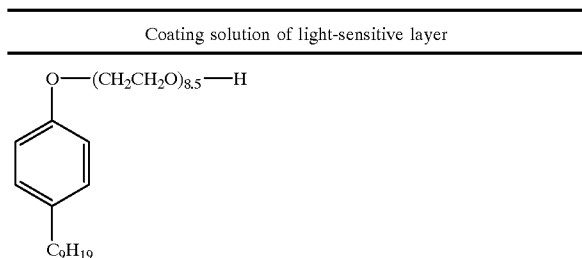 Coating solution of light-sensitive layer
O—(CH₂CH₂O)₈.₅—H
C₉H₁₉